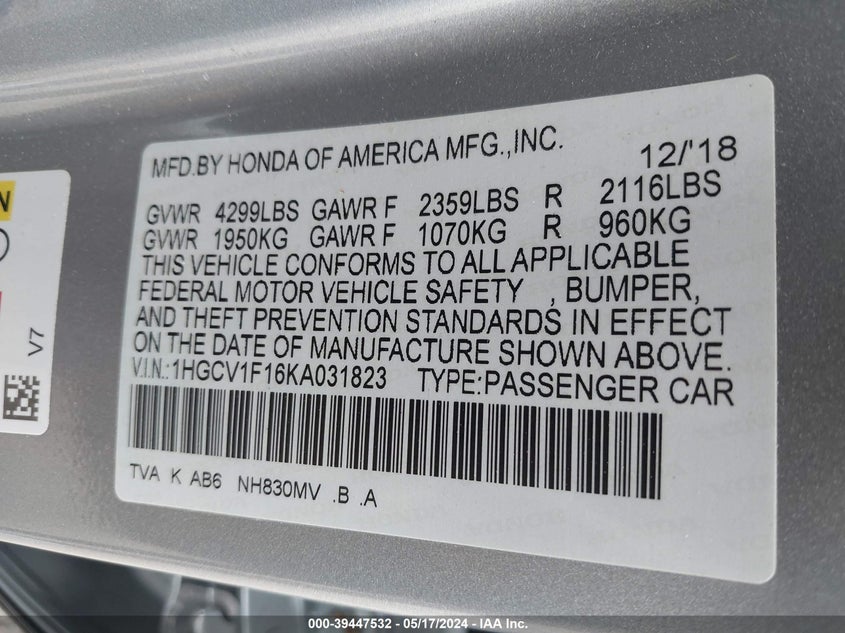 MFD.BY HONDA OF AMERICA MFG.,INC. 12/'18
GVWR 4299LBS GAWR F 2359LBS R 2116LBS
GVWR 1950KG GAWR F 1070KG R 960KG
THIS VEHICLE CONFORMS TO ALL APPLICABLE
FEDERAL MOTOR VEHICLE SAFETY , BUMPER,
AND THEFT PREVENTION STANDARDS IN EFFECT
ON THE DATE OF MANUFACTURE SHOWN ABOVE.
V.I.N.:1HGCV1F16KA031823 TYPE:PASSENGER CAR
TVA K AB6 NH830MV .B .A
N
V7
000-39447532 - 05/17/2024 - IAA Inc.